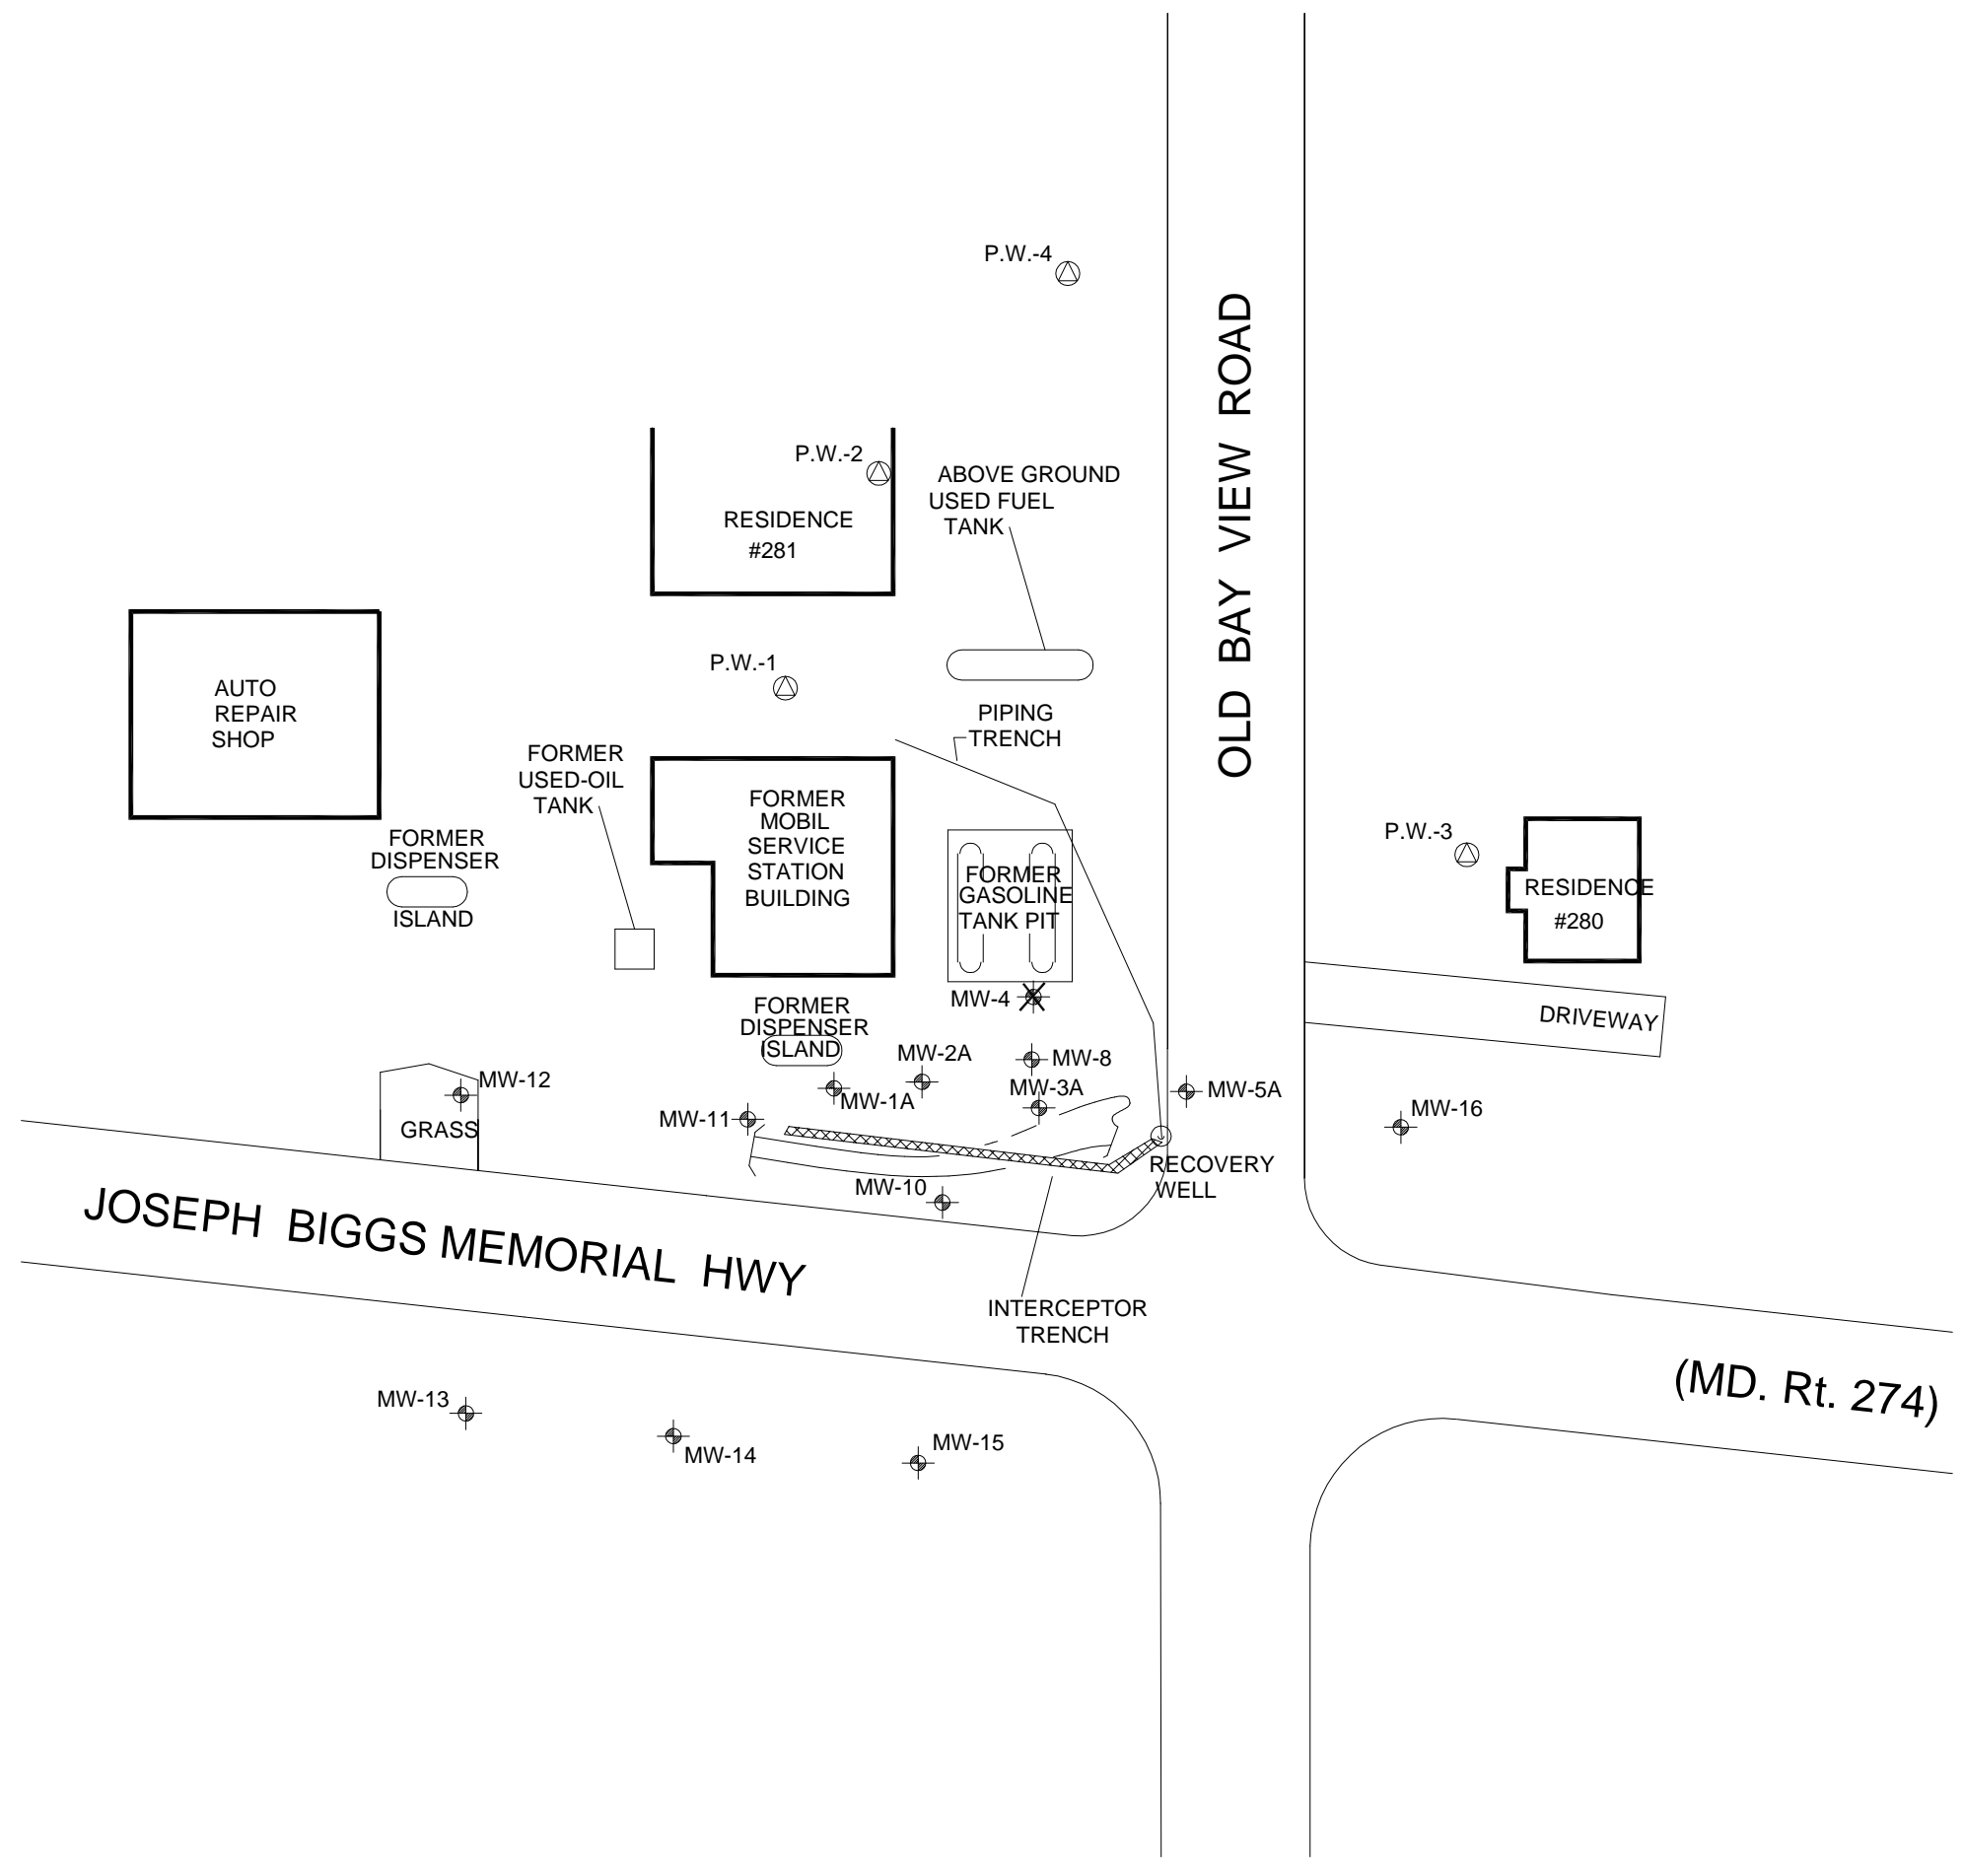 P.W.-4
OLD BAY VIEW ROAD
P.W.-2
RESIDENCE
#281
ABOVE GROUND
USED FUEL
TANK
P.W.-1
AUTO
REPAIR
SHOP
PIPING
TRENCH
FORMER
USED-OIL
TANK
FORMER
MOBIL
SERVICE
STATION
BUILDING
FORMER
DISPENSER
ISLAND
FORMER
GASOLINE
TANK PIT
P.W.-3
RESIDENCE
#280
MW-4
DRIVEWAY
FORMER
DISPENSER
ISLAND
MW-2A
MW-8
MW-3A
MW-5A
MW-12
MW-1A
MW-11
MW-16
GRASS
RECOVERY
WELL
MW-10
JOSEPH BIGGS MEMORIAL HWY
INTERCEPTOR
TRENCH
(MD. Rt. 274)
MW-13
MW-14
MW-15